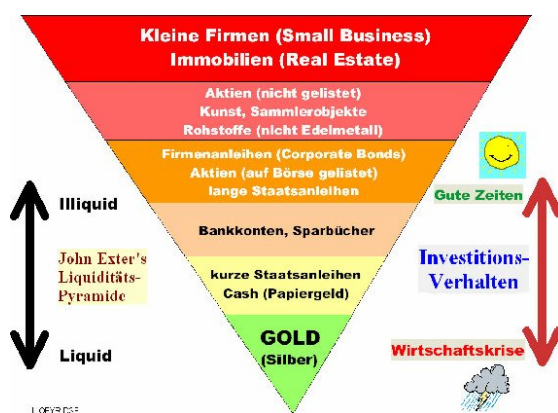 Kleine Firmen (Small Business)
Immobilien (Real Estate)
Aktien (nicht gelistet)
Kunst, Sammlerobjekte
Rohstoffe (nicht Edelmetall)
Firmenanleihen (Corporate Bonds)
Aktien (auf Börse gelistet)
lange Staatsanleihen
Bankkonten, Sparbücher
kurze Staatsanleihen
Cash (Papiergeld)
GOLD
(Silber)
Illiquid
John Exter's
Liquiditäts-
Pyramide
Liquid
Gute Zeiten
Investitions-
Verhalten
Wirtschaftskrise